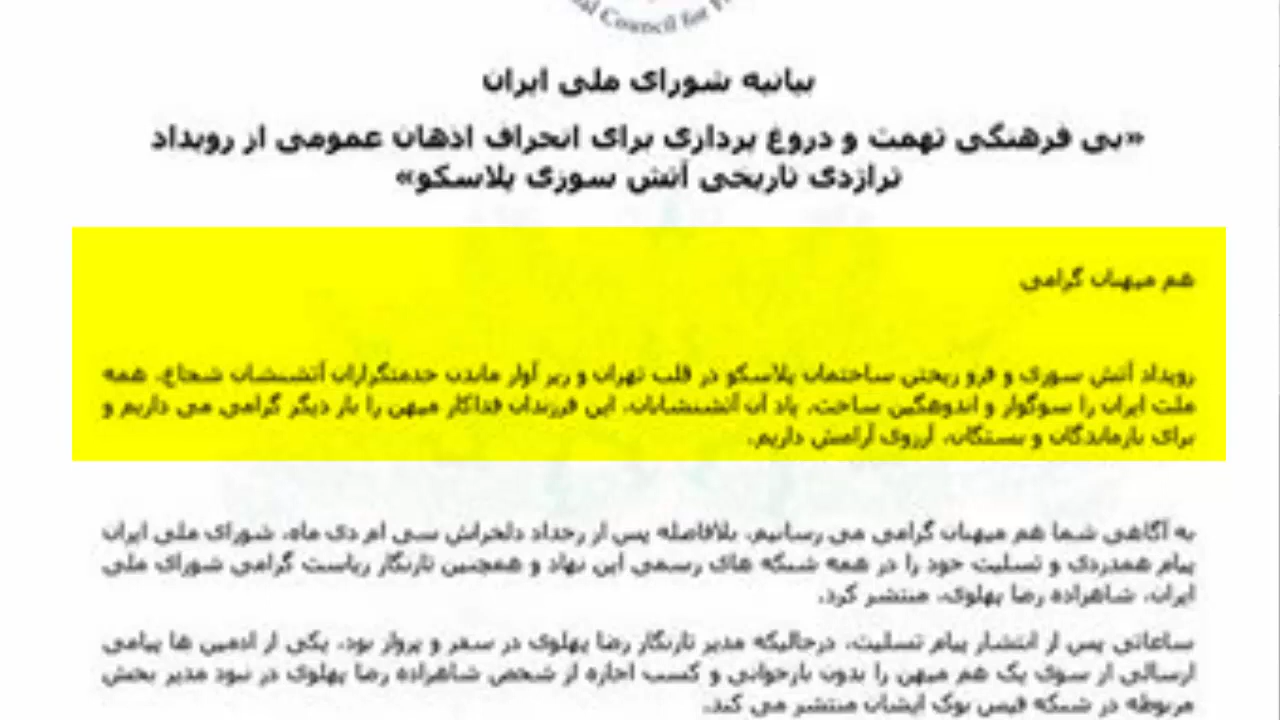 Council for
بیانیه شورای ملی ایران
«بی فرهنگی تهمت و دروغ پردازی برای انحراف اذهان عمومی از رویداد
تراژدی تاریخی آتش سوزی پلاسکو»
هم میهنان گرامی
رویداد آتش سوزی و فرو ریختن ساختمان پلاسکو در قلب تهران و زیر آوار ماندن خدمتگزاران آتشنشان شجاع، همه
ملت ایران را سوگوار و اندوهگین ساخت. یاد آن آتشنشانان، این فرزندان فداکار میهن را بار دیگر گرامی می داریم و
برای بازماندگان و بستگان، آرزوی آرامش داریم.
به آگاهی شما هم میهنان گرامی می رسانیم، بلافاصله پس از رخداد دلخراش سی ام دی ماه، شورای ملی ایران
پیام همدردی و تسلیت خود را در همه شبکه های رسمی این نهاد و همچنین تارنگار ریاست گرامی شورای ملی
ایران، شاهزاده رضا پهلوی، منتشر کرد.
ساعاتی پس از انتشار پیام تسلیت، درحالیکه مدیر تارنگار رضا پهلوی در سفر و پرواز بود، یکی از ادمین ها پیامی
ارسالی از سوی یک هم میهن را بدون بازخوانی و کسب اجازه از شخص شاهزاده رضا پهلوی در نبود مدیر بخش
مربوطه در شبکه فیس بوک ایشان منتشر می کند.